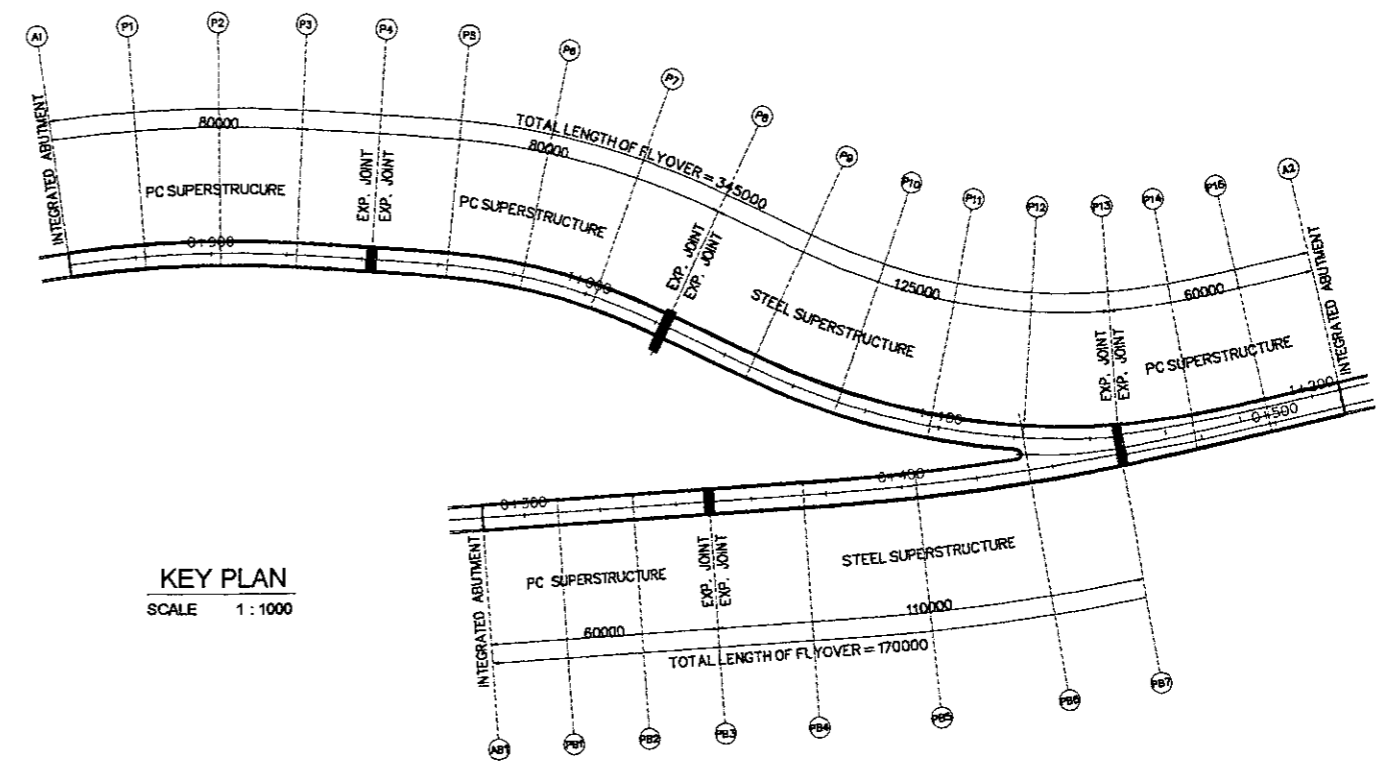 A1
P1
P2
P3
P4
P5
P6
P7
P8
P9
P10
P11
P12
P13
P14
P15
A2
TOTAL LENGTH OF FLYOVER = 345000
80000
80000
125000
60000
INTEGRATED ABUTMENT
PC SUPERSTRUCURE
EXP. JOINT
EXP. JOINT
PC SUPERSTRUCTURE
EXP. JOINT
EXP. JOINT
STEEL SUPERSTRUCTURE
EXP. JOINT
EXP. JOINT
PC SUPERSTRUCTURE
INTEGRATED ABUTMENT
0+900
1+000
1+200
0+500
0+400
0+300
INTEGRATED ABUTMENT
PC SUPERSTRUCTURE
EXP. JOINT
EXP. JOINT
STEEL SUPERSTRUCTURE
60000
110000
TOTAL LENGTH OF FLYOVER = 170000
AB1
PB1
PB2
PB3
PB4
PB5
PB6
PB7
KEY PLAN
SCALE 1 : 1000